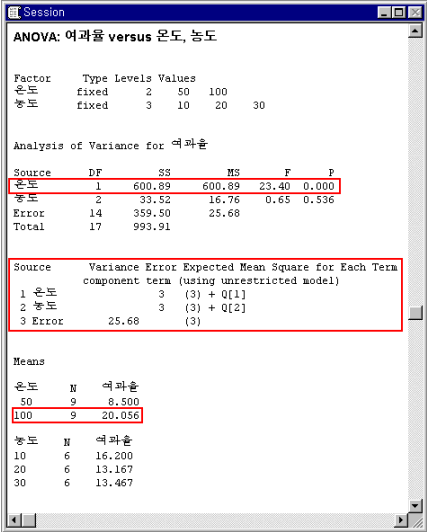 Session
ANOVA: 여과율 versus 온도, 농도
Factor Type Levels Values
온도 fixed 2 50 100
농도 fixed 3 10 20 30
Analysis of Variance for 여과율
Source DF SS MS F P
온도 1 600.89 600.89 23.40 0.000
농도 2 33.52 16.76 0.65 0.536
Error 14 359.50 25.68
Total 17 993.91
Source Variance Error Expected Mean Square for Each Term
component term (using unrestricted model)
1 온도 3 (3) + Q[1]
2 농도 3 (3) + Q[2]
3 Error 25.68 (3)
Means
온도 N 여과율
50 9 8.500
100 9 20.056
농도 N 여과율
10 6 16.200
20 6 13.167
30 6 13.467